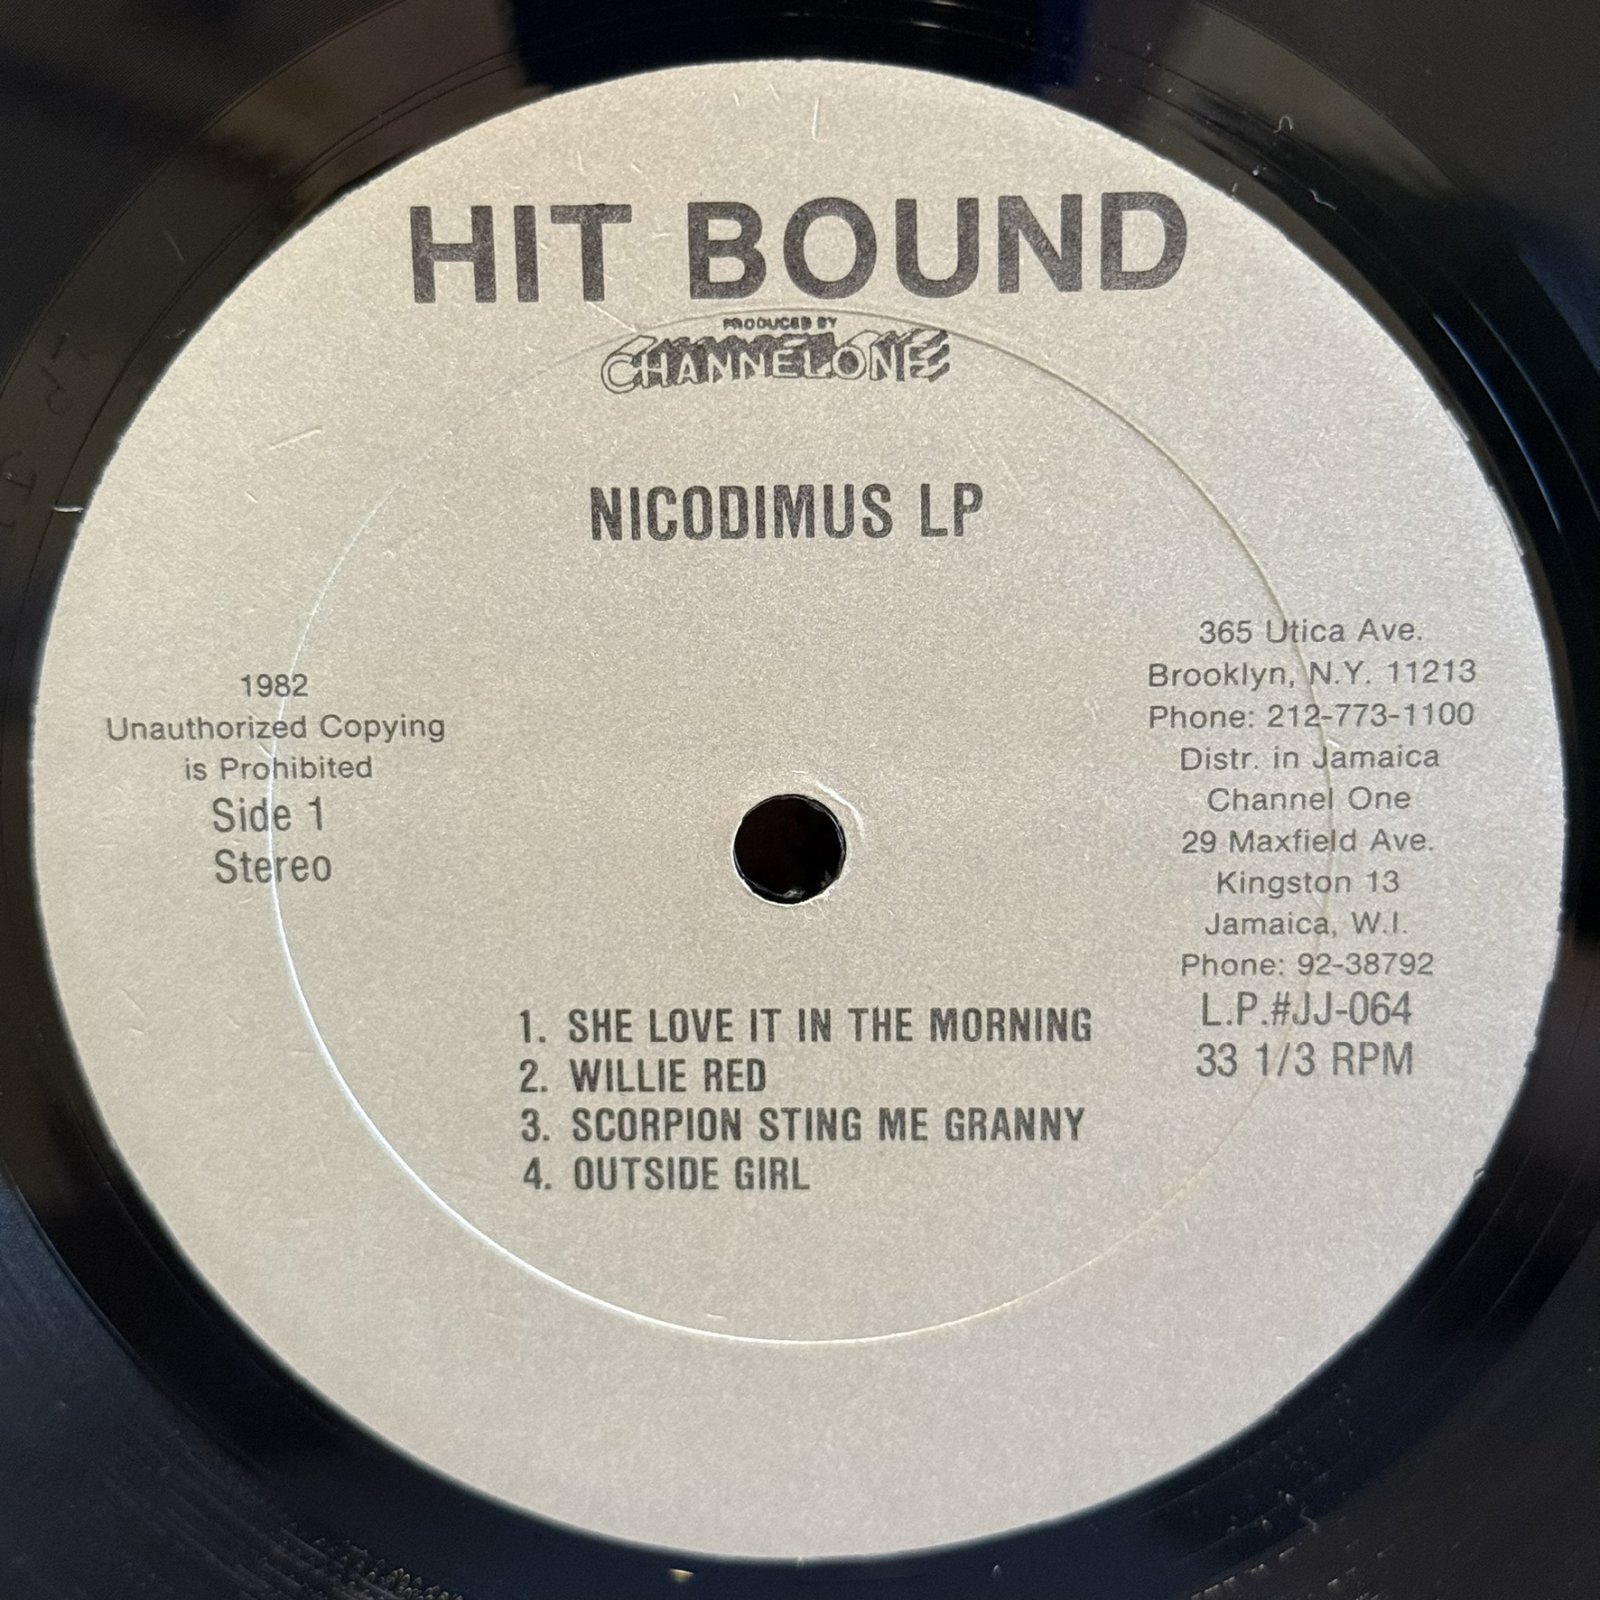 HIT BOUND
PRODUCED BY
CHANNEL ONE
NICODIMUS LP
1982
Unauthorized Copying
is Prohibited
Side 1
Stereo
365 Utica Ave.
Brooklyn, N.Y. 11213
Phone: 212-773-1100
Distr. in Jamaica
Channel One
29 Maxfield Ave.
Kingston 13
Jamaica, W.I.
Phone: 92-38792
L.P.#JJ-064
33 1/3 RPM
1. SHE LOVE IT IN THE MORNING
2. WILLIE RED
3. SCORPION STING ME GRANNY
4. OUTSIDE GIRL